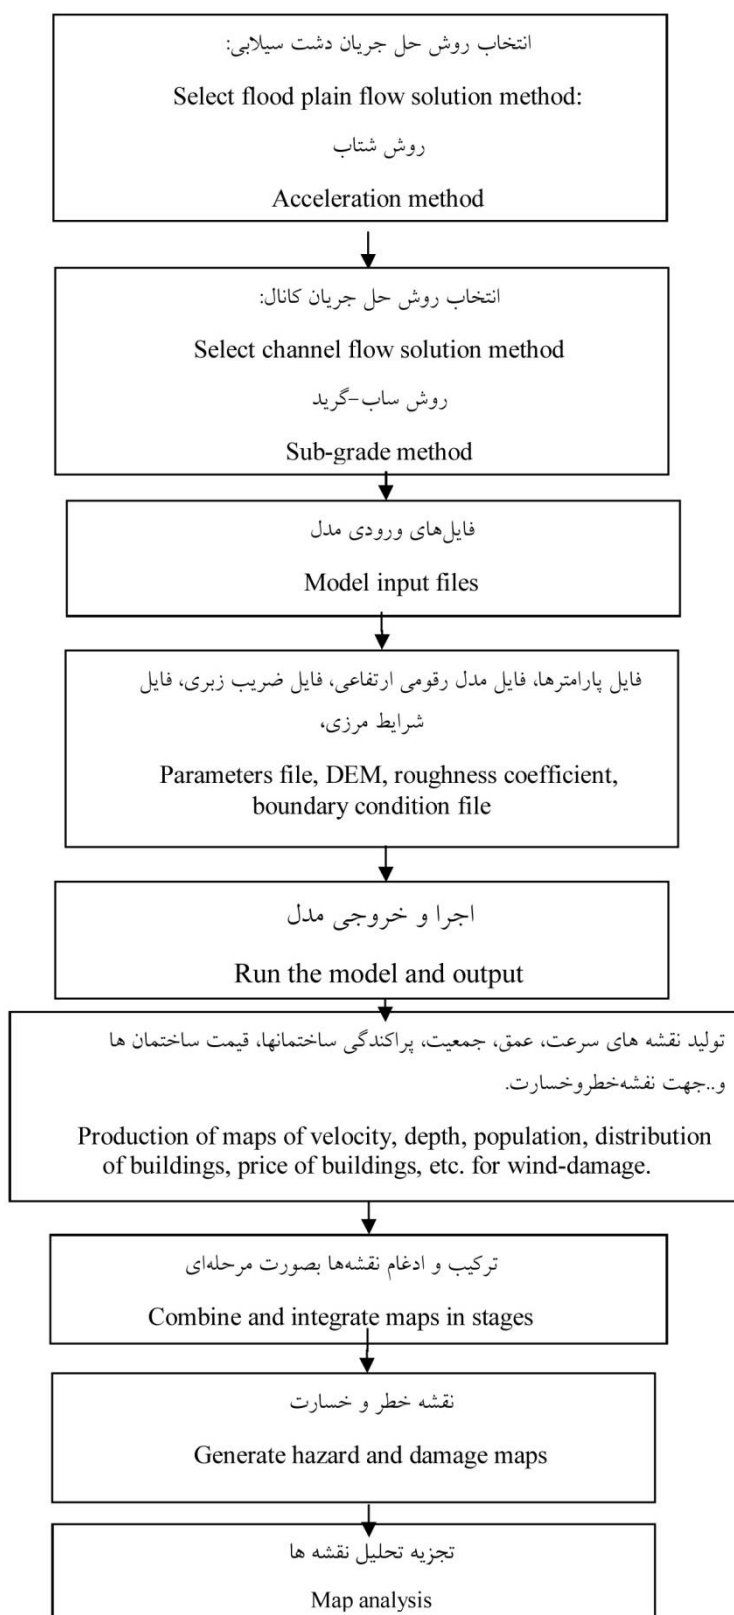 انتخاب روش حل جریان دشت سیلابی:
Select flood plain flow solution method:
روش شتاب
Acceleration method
انتخاب روش حل جریان کانال:
Select channel flow solution method
روش ساب-گرید
Sub-grade method
فایل‌های ورودی مدل
Model input files
فایل پارامترها، فایل مدل رقومی ارتفاعی، فایل ضریب زبری، فایل
شرایط مرزی،
Parameters file, DEM, roughness coefficient,
boundary condition file
اجرا و خروجی مدل
Run the model and output
تولید نقشه های سرعت، عمق، جمعیت، پراکندگی ساختمانها، قیمت ساختمان ها
و..جهت نفشه‌خطروخسارت.
Production of maps of velocity, depth, population, distribution
of buildings, price of buildings, etc. for wind-damage.
ترکیب و ادغام نقشه‌ها بصورت مرحله‌ای
Combine and integrate maps in stages
نقشه خطر و خسارت
Generate hazard and damage maps
تجزیه تحلیل نقشه ها
Map analysis